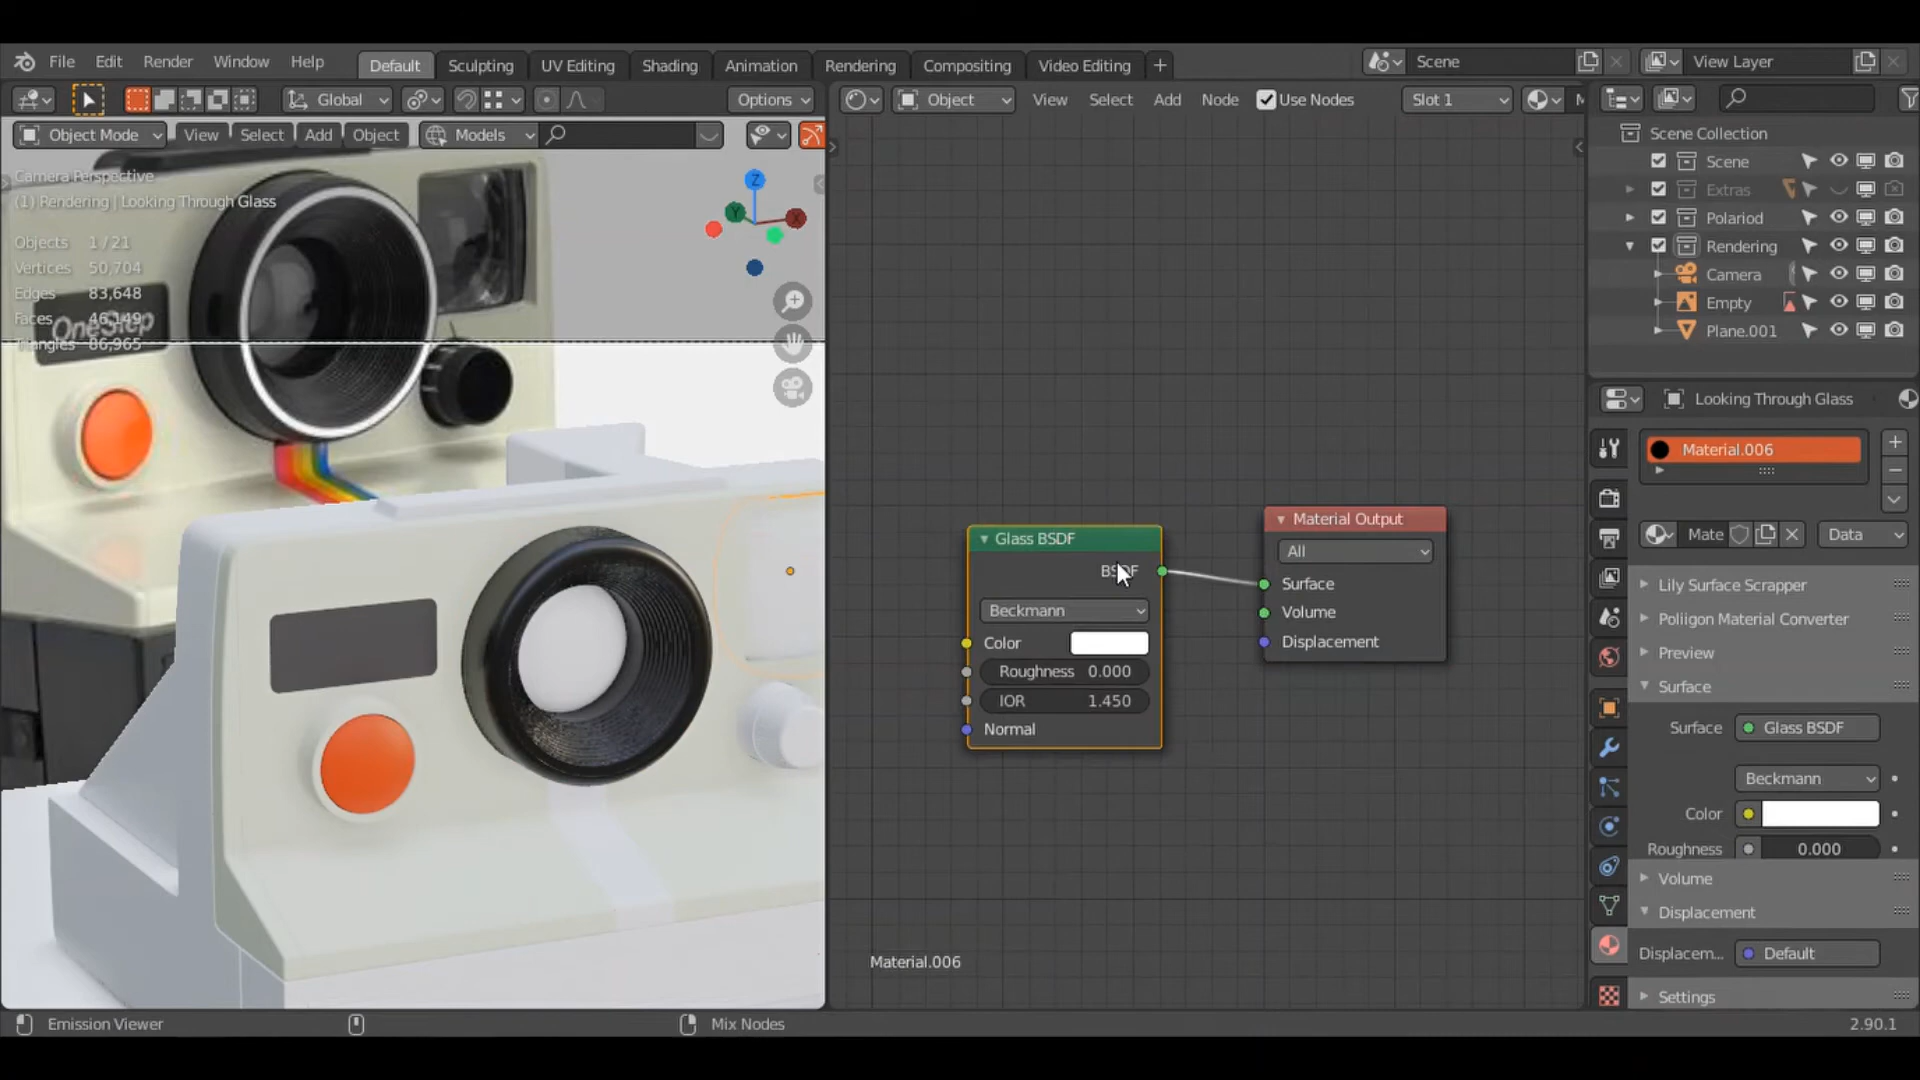 File Edit Render Window Help Default Sculpting UV Editing Shading Animation Rendering Compositing Video Editing + Scene View Layer
Global Options Object View Select Add Node Use Nodes Slot 1
Object Mode View Select Add Object Models
Camera Perspective
(1) Rendering | Looking Through Glass
Objects 1 / 21
Vertices 50,704
Edges 83,648
Faces 46,149
Triangles 86,965
OneStep
Z
Y
X
Glass BSDF
BSDF
Beckmann
Color
Roughness 0.000
IOR 1.450
Normal
Material Output
All
Surface
Volume
Displacement
Material.006
Scene Collection
Scene
Extras
Polariod
Rendering
Camera
Empty
Plane.001
Looking Through Glass
Material.006
Mate Data
Lily Surface Scrapper
Poliigon Material Converter
Preview
Surface
Surface Glass BSDF
Beckmann
Color
Roughness 0.000
Volume
Displacement
Displacem... Default
Settings
Emission Viewer Mix Nodes 2.90.1